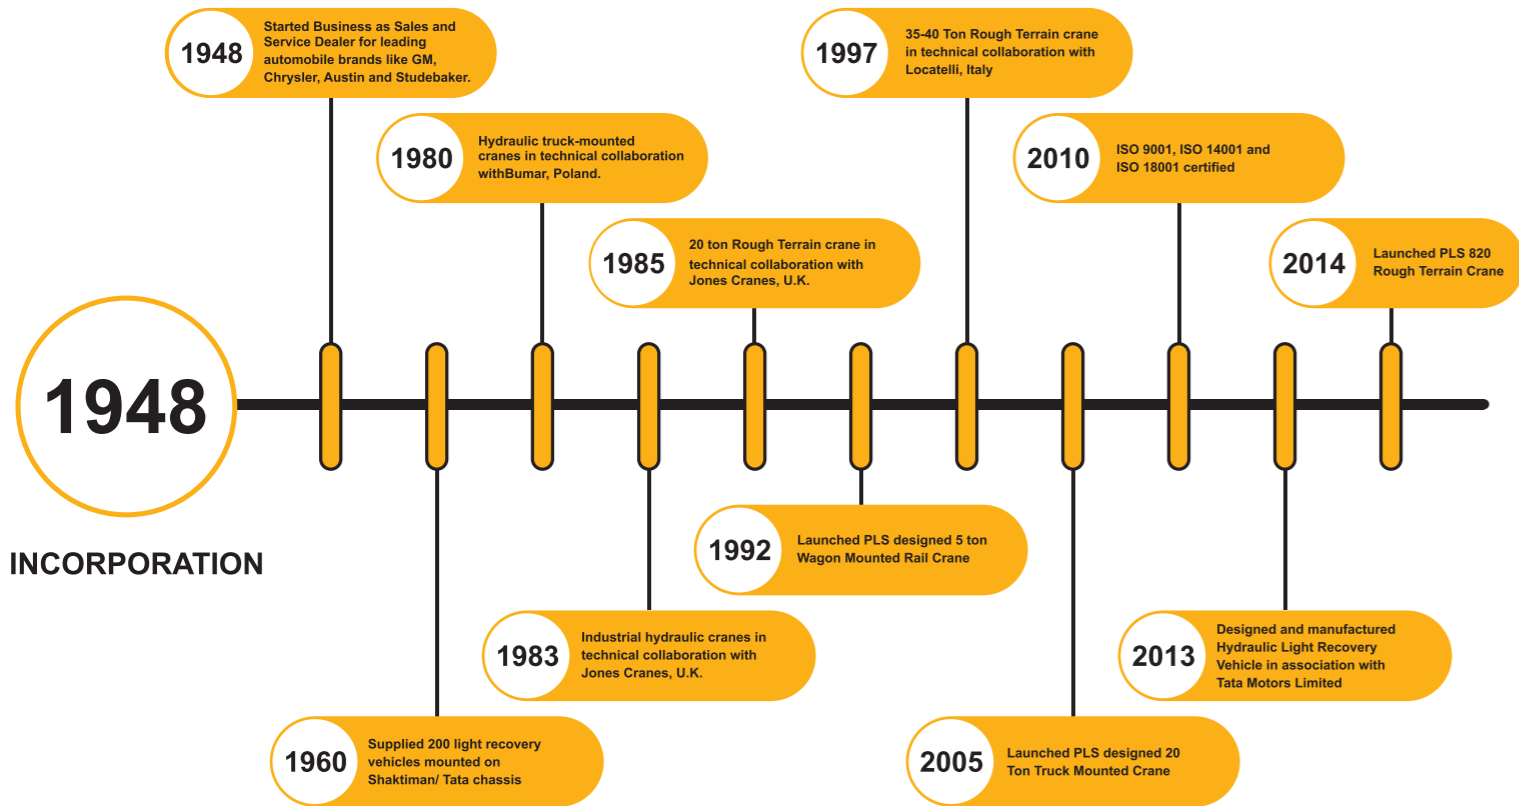 1948
Started Business as Sales and
Service Dealer for leading
automobile brands like GM,
Chrysler, Austin and Studebaker.
1997
35-40 Ton Rough Terrain crane
in technical collaboration with
Locatelli, Italy
1980
Hydraulic truck-mounted
cranes in technical collaboration
withBumar, Poland.
2010
ISO 9001, ISO 14001 and
ISO 18001 certified
1985
20 ton Rough Terrain crane in
technical collaboration with
Jones Cranes, U.K.
2014
Launched PLS 820
Rough Terrain Crane
1948
INCORPORATION
1992
Launched PLS designed 5 ton
Wagon Mounted Rail Crane
1983
Industrial hydraulic cranes in
technical collaboration with
Jones Cranes, U.K.
2013
Designed and manufactured
Hydraulic Light Recovery
Vehicle in association with
Tata Motors Limited
1960
Supplied 200 light recovery
vehicles mounted on
Shaktiman/ Tata chassis
2005
Launched PLS designed 20
Ton Truck Mounted Crane